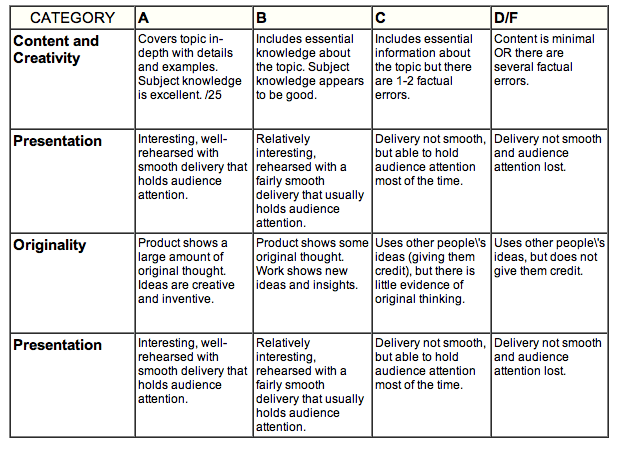 CATEGORY A B C D/F
Content and
Creativity
Covers topic in-
depth with details
and examples.
Subject knowledge
is excellent. /25
Includes essential
knowledge about
the topic. Subject
knowledge appears
to be good.
Includes essential
information about
the topic but there
are 1-2 factual
errors.
Content is minimal
OR there are
several factual
errors.
Presentation
Interesting, well-
rehearsed with
smooth delivery that
holds audience
attention.
Relatively
interesting,
rehearsed with a
fairly smooth
delivery that usually
holds audience
attention.
Delivery not smooth,
but able to hold
audience attention
most of the time.
Delivery not smooth
and audience
attention lost.
Originality
Product shows a
large amount of
original thought.
Ideas are creative
and inventive.
Product shows some
original thought.
Work shows new
ideas and insights.
Uses other people\'s
ideas (giving them
credit), but there is
little evidence of
original thinking.
Uses other people\'s
ideas, but does not
give them credit.
Presentation
Interesting, well-
rehearsed with
smooth delivery that
holds audience
attention.
Relatively
interesting,
rehearsed with a
fairly smooth
delivery that usually
holds audience
attention.
Delivery not smooth,
but able to hold
audience attention
most of the time.
Delivery not smooth
and audience
attention lost.